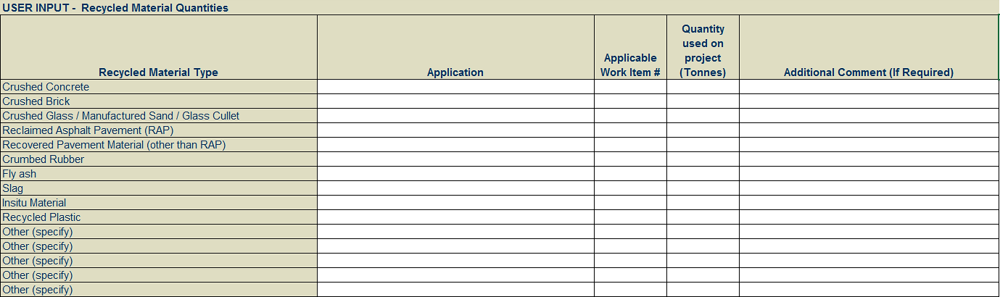 USER INPUT - Recycled Material Quantities
Recycled Material Type
Application
Applicable
Work Item #
Quantity
used on
project
(Tonnes)
Additional Comment (If Required)
Crushed Concrete
Crushed Brick
Crushed Glass / Manufactured Sand / Glass Cullet
Reclaimed Asphalt Pavement (RAP)
Recovered Pavement Material (other than RAP)
Crumbed Rubber
Fly ash
Slag
Insitu Material
Recycled Plastic
Other (specify)
Other (specify)
Other (specify)
Other (specify)
Other (specify)